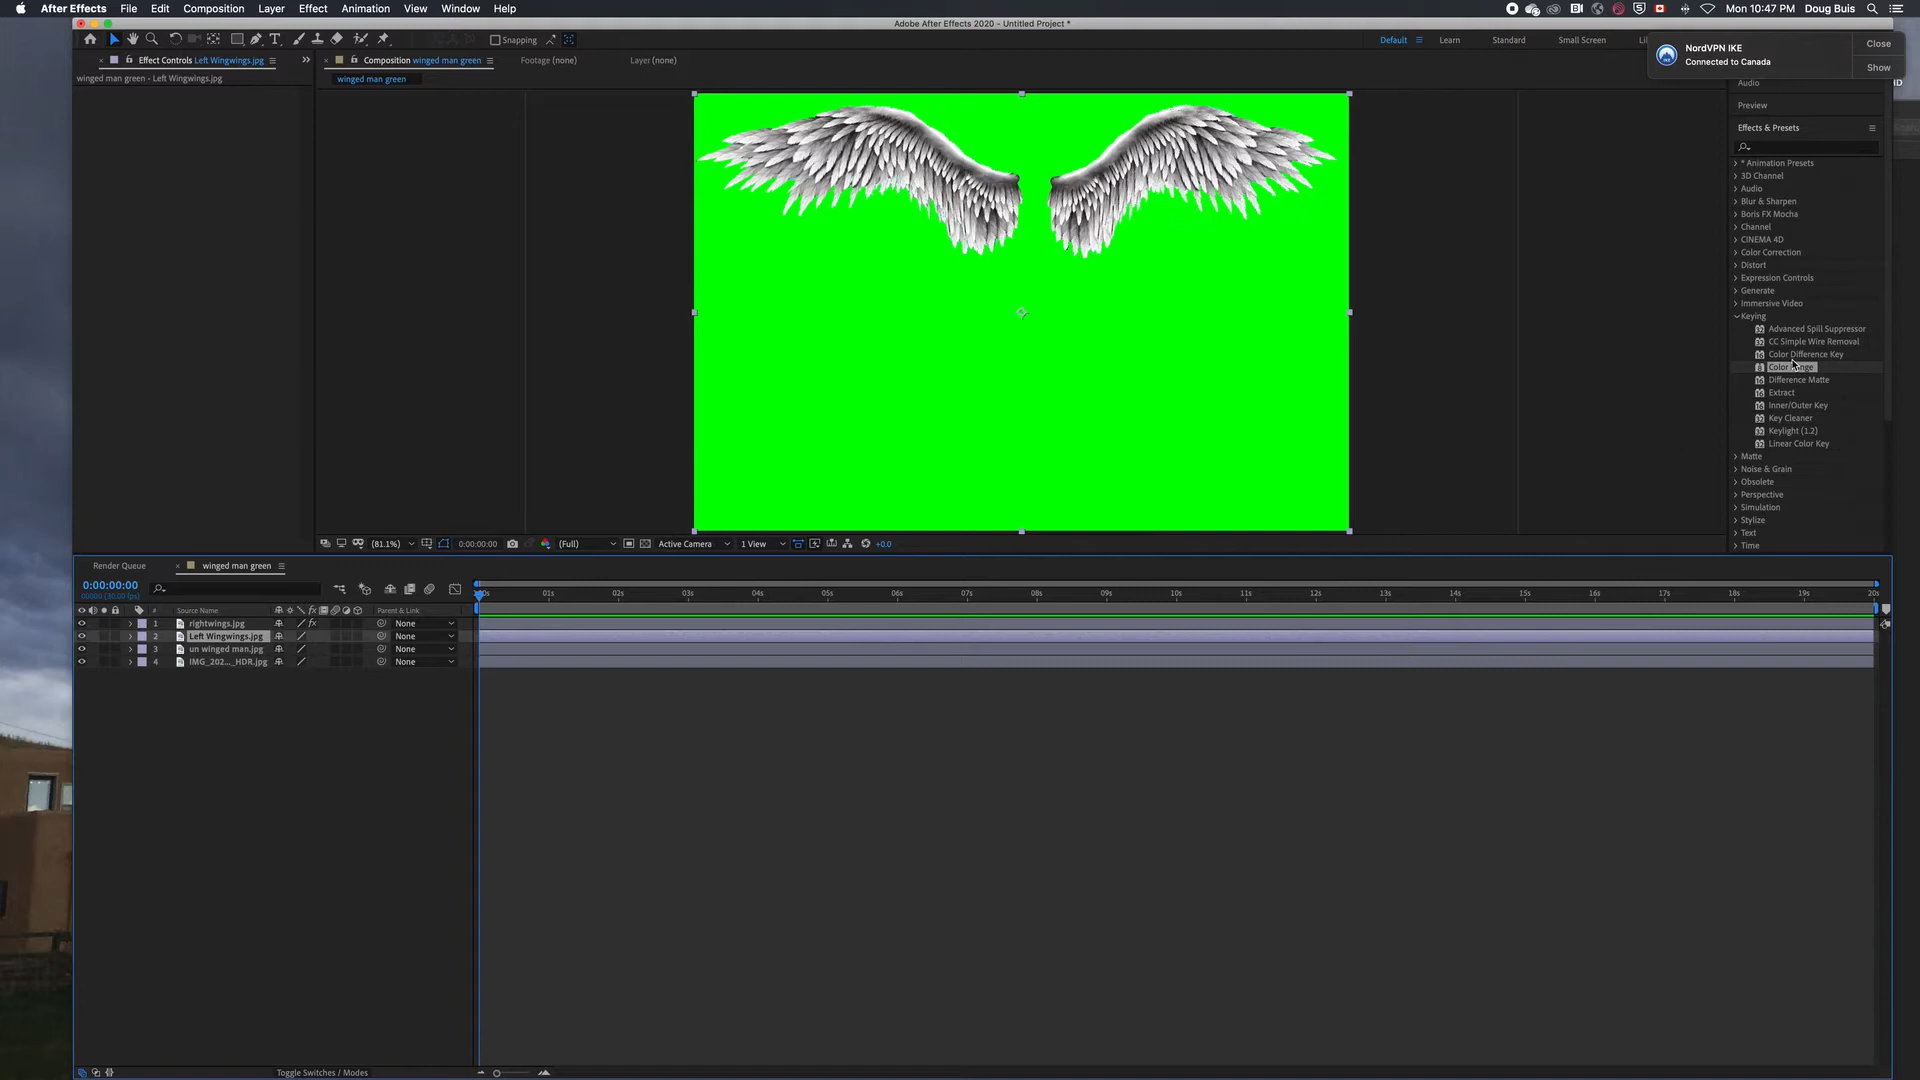 After Effects File Edit Composition Layer Effect Animation View Window Help Mon 10:47 PM Doug Buis
Adobe After Effects 2020 - Untitled Project *
Snapping Default Learn Standard Small Screen
NordVPN IKE
Connected to Canada
Close
Show
Effect Controls Left Wingwings.jpg
Composition winged man green
Footage (none)
Layer (none)
winged man green - Left Wingwings.jpg
winged man green
Audio
Preview
Effects & Presets
* Animation Presets
3D Channel
Audio
Blur & Sharpen
Boris FX Mocha
Channel
CINEMA 4D
Color Correction
Distort
Expression Controls
Generate
Immersive Video
Keying
Advanced Spill Suppressor
CC Simple Wire Removal
Color Difference Key
Color
Difference Matte
Extract
Inner/Outer Key
Key Cleaner
Keylight (1.2)
Linear Color Key
Matte
Noise & Grain
Obsolete
Perspective
Simulation
Stylize
Text
Time
(81.1%) 0:00:00:00 (Full) Active Camera 1 View +0.0
Render Queue
winged man green
0:00:00:00
00000 (30.00 fps)
01s 02s 03s 04s 05s 06s 07s 08s 09s 10s 11s 12s 13s 14s 15s 16s 17s 18s 19s 20s
# Source Name fx Parent & Link
1 rightwings.jpg fx None
2 Left Wingwings.jpg None
3 un winged man.jpg None
4 IMG_202..._HDR.jpg None
Toggle Switches / Modes